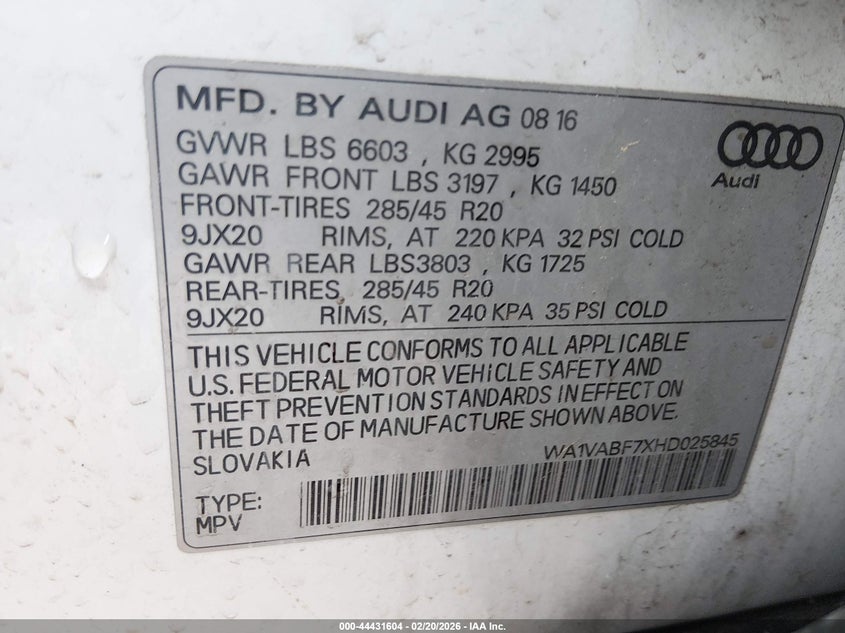 MFD. BY AUDI AG 08 16
GVWR LBS 6603 , KG 2995
GAWR FRONT LBS 3197 , KG 1450
FRONT-TIRES 285/45 R20
9JX20 RIMS, AT 220 KPA 32 PSI COLD
GAWR REAR LBS3803 , KG 1725
REAR-TIRES 285/45 R20
9JX20 RIMS, AT 240 KPA 35 PSI COLD
Audi
THIS VEHICLE CONFORMS TO ALL APPLICABLE
U.S. FEDERAL MOTOR VEHICLE SAFETY AND
THEFT PREVENTION STANDARDS IN EFFECT ON
THE DATE OF MANUFACTURE SHOWN ABOVE.
SLOVAKIA WA1VABF7XHD025845
TYPE:
MPV
000-44431604 | 02/20/2026 - IAA Inc.